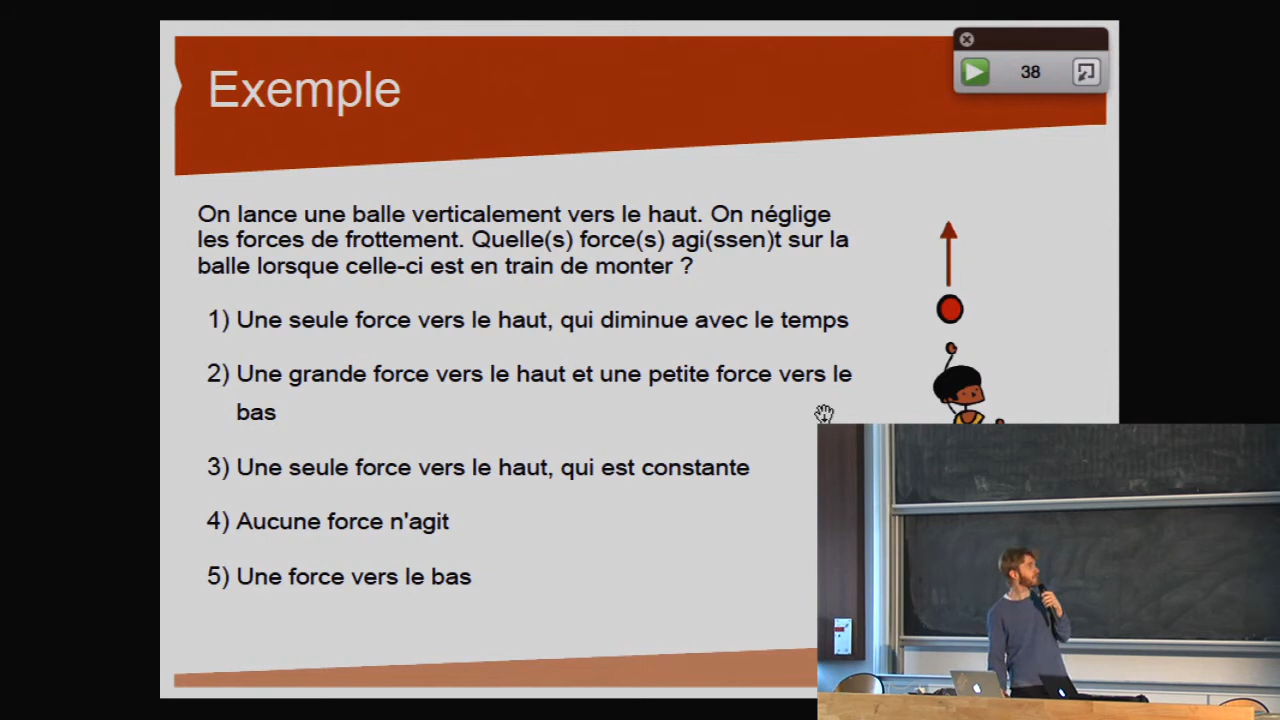 Exemple
38
On lance une balle verticalement vers le haut. On néglige
les forces de frottement. Quelle(s) force(s) agi(ssen)t sur la
balle lorsque celle-ci est en train de monter ?
1) Une seule force vers le haut, qui diminue avec le temps
2) Une grande force vers le haut et une petite force vers le
bas
3) Une seule force vers le haut, qui est constante
4) Aucune force n'agit
5) Une force vers le bas